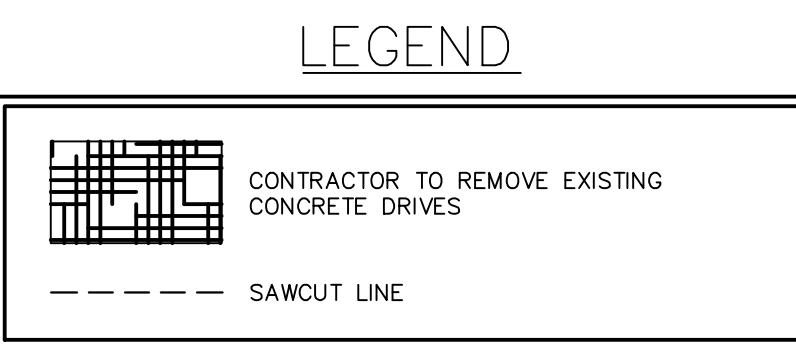 LEGEND
CONTRACTOR TO REMOVE EXISTING
CONCRETE DRIVES
SAWCUT LINE